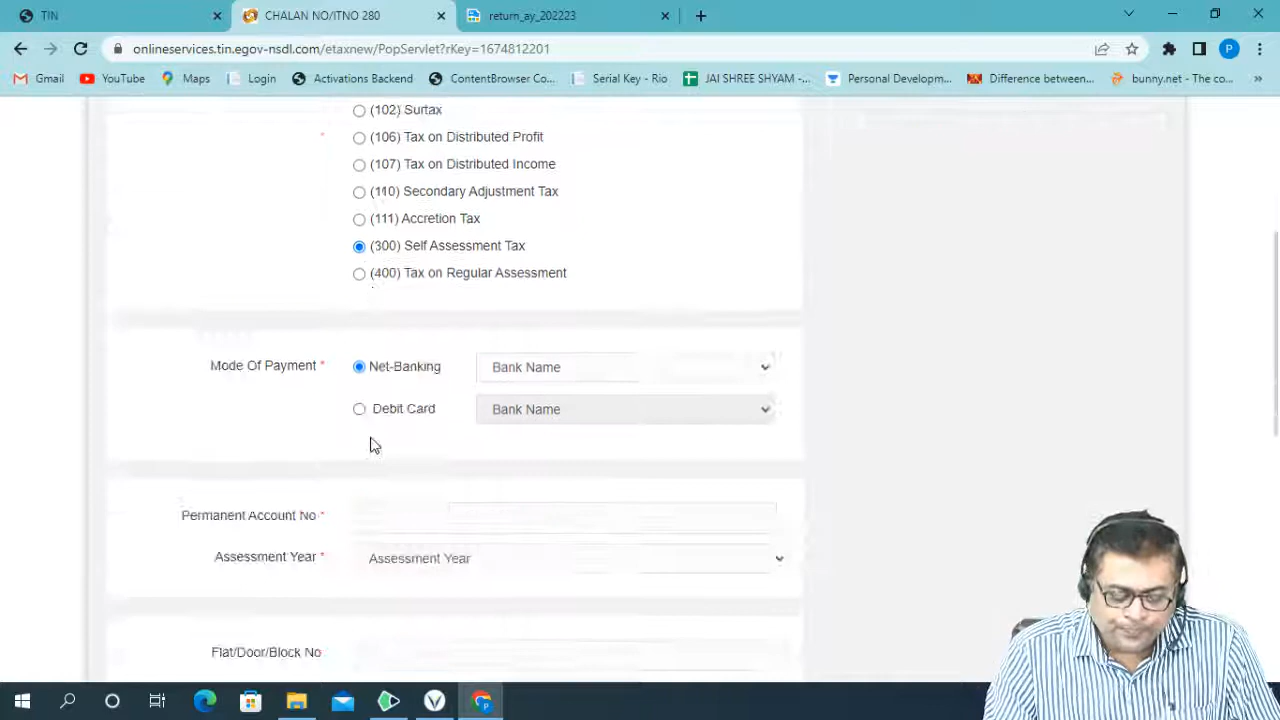 TIN
CHALAN NO/ITNO 280
return_ay_202223
onlineservices.tin.egov-nsdl.com/etaxnew/PopServlet?rKey=1674812201
P
Gmail
YouTube
Maps
Login
Activations Backend
ContentBrowser Co...
Serial Key - Rio
JAI SHREE SHYAM -...
Personal Developm...
Difference between...
bunny.net - The co...
»
(102) Surtax
* (106) Tax on Distributed Profit
(107) Tax on Distributed Income
(110) Secondary Adjustment Tax
(111) Accretion Tax
(300) Self Assessment Tax
(400) Tax on Regular Assessment
Mode Of Payment * Net-Banking Bank Name
Debit Card Bank Name
Permanent Account No *
Assessment Year * Assessment Year
Flat/Door/Block No